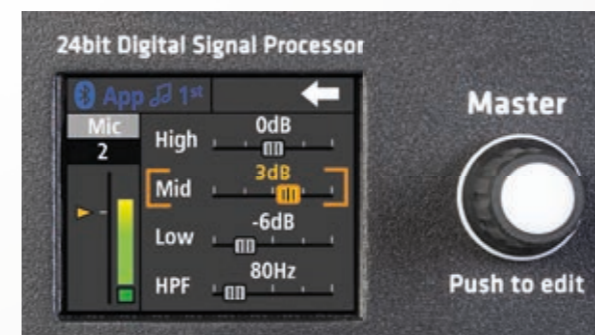 24bit Digital Signal Processor
App 1st
Mic
2
High 0dB
Mid 3dB
Low -6dB
HPF 80Hz
Master
Push to edit